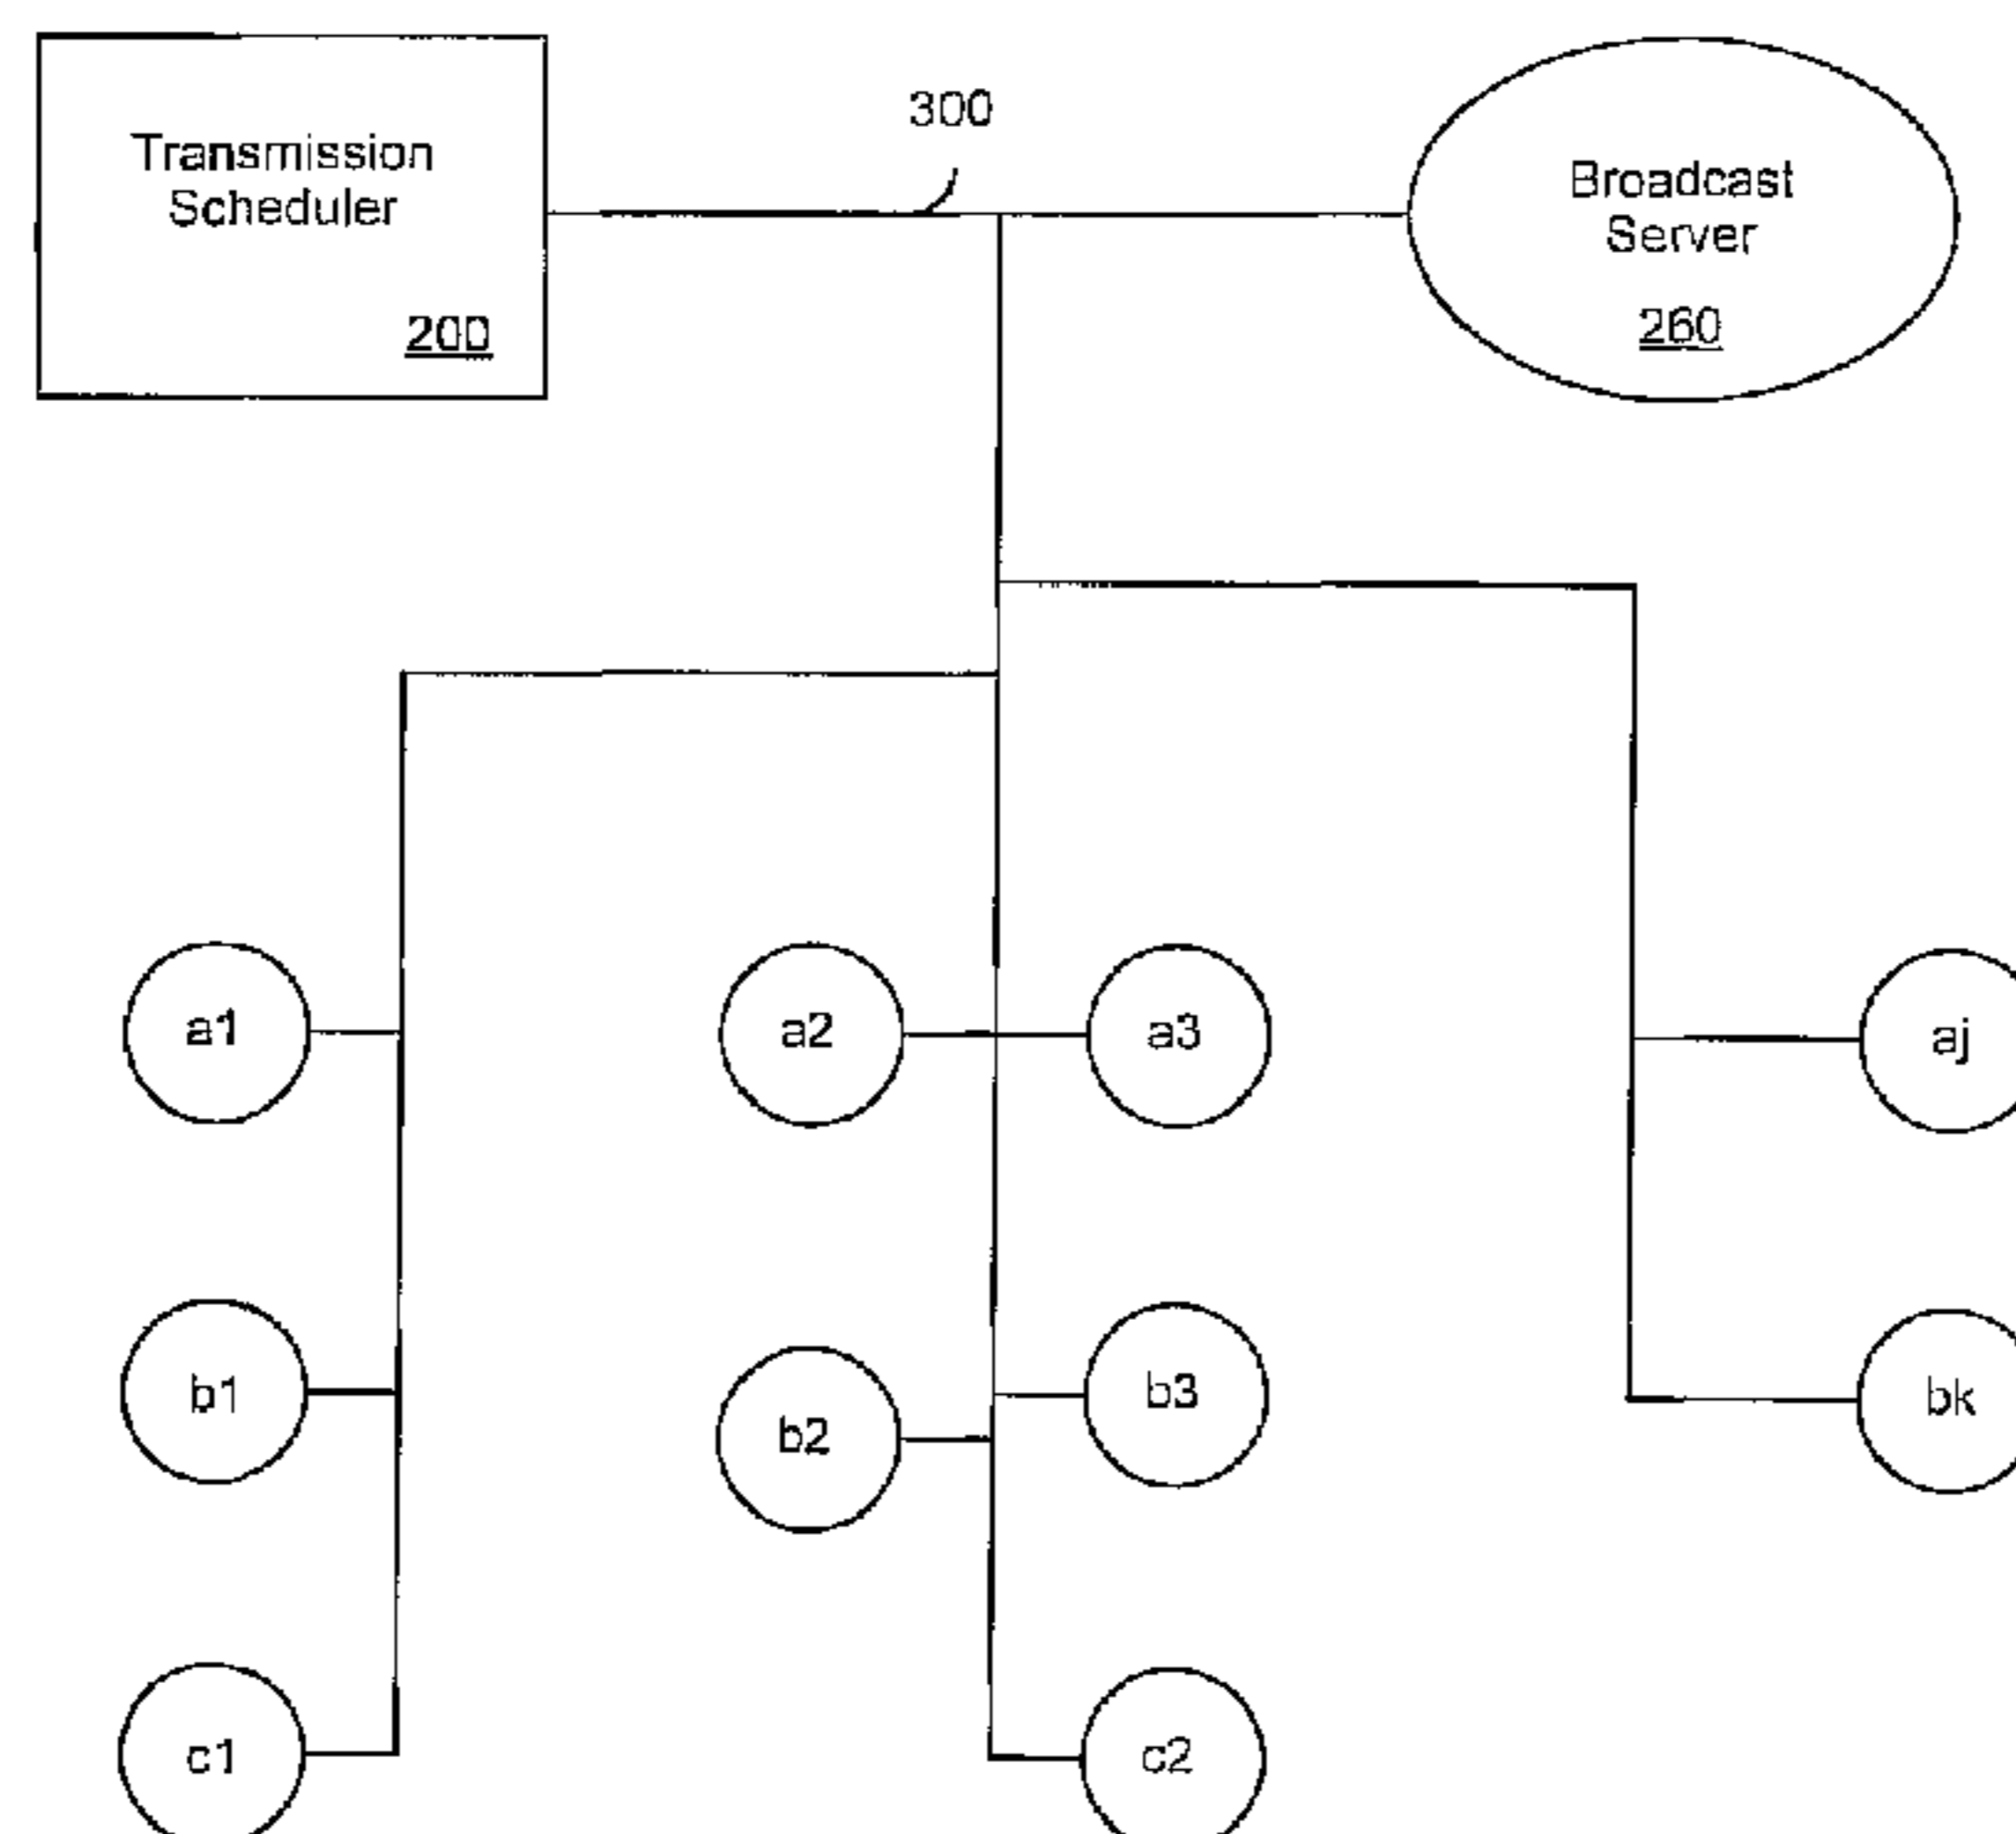 Transmission
Scheduler
200
300
Broadcast
Server
260
a1
a2
a3
aj
b1
b2
b3
bk
c1
c2